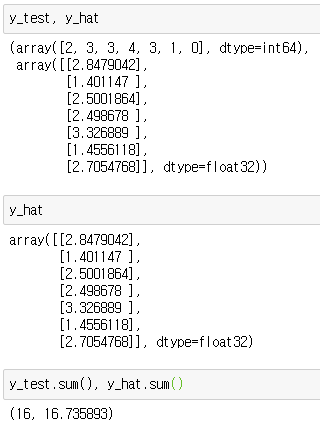 y_test, y_hat
(array([2, 3, 3, 4, 3, 1, 0], dtype=int64),
 array([[2.8479042],
        [1.401147 ],
        [2.5001864],
        [2.498678 ],
        [3.326889 ],
        [1.4556118],
        [2.7054768]], dtype=float32))
y_hat
array([[2.8479042],
       [1.401147 ],
       [2.5001864],
       [2.498678 ],
       [3.326889 ],
       [1.4556118],
       [2.7054768]], dtype=float32)
y_test.sum(), y_hat.sum()
(16, 16.735893)